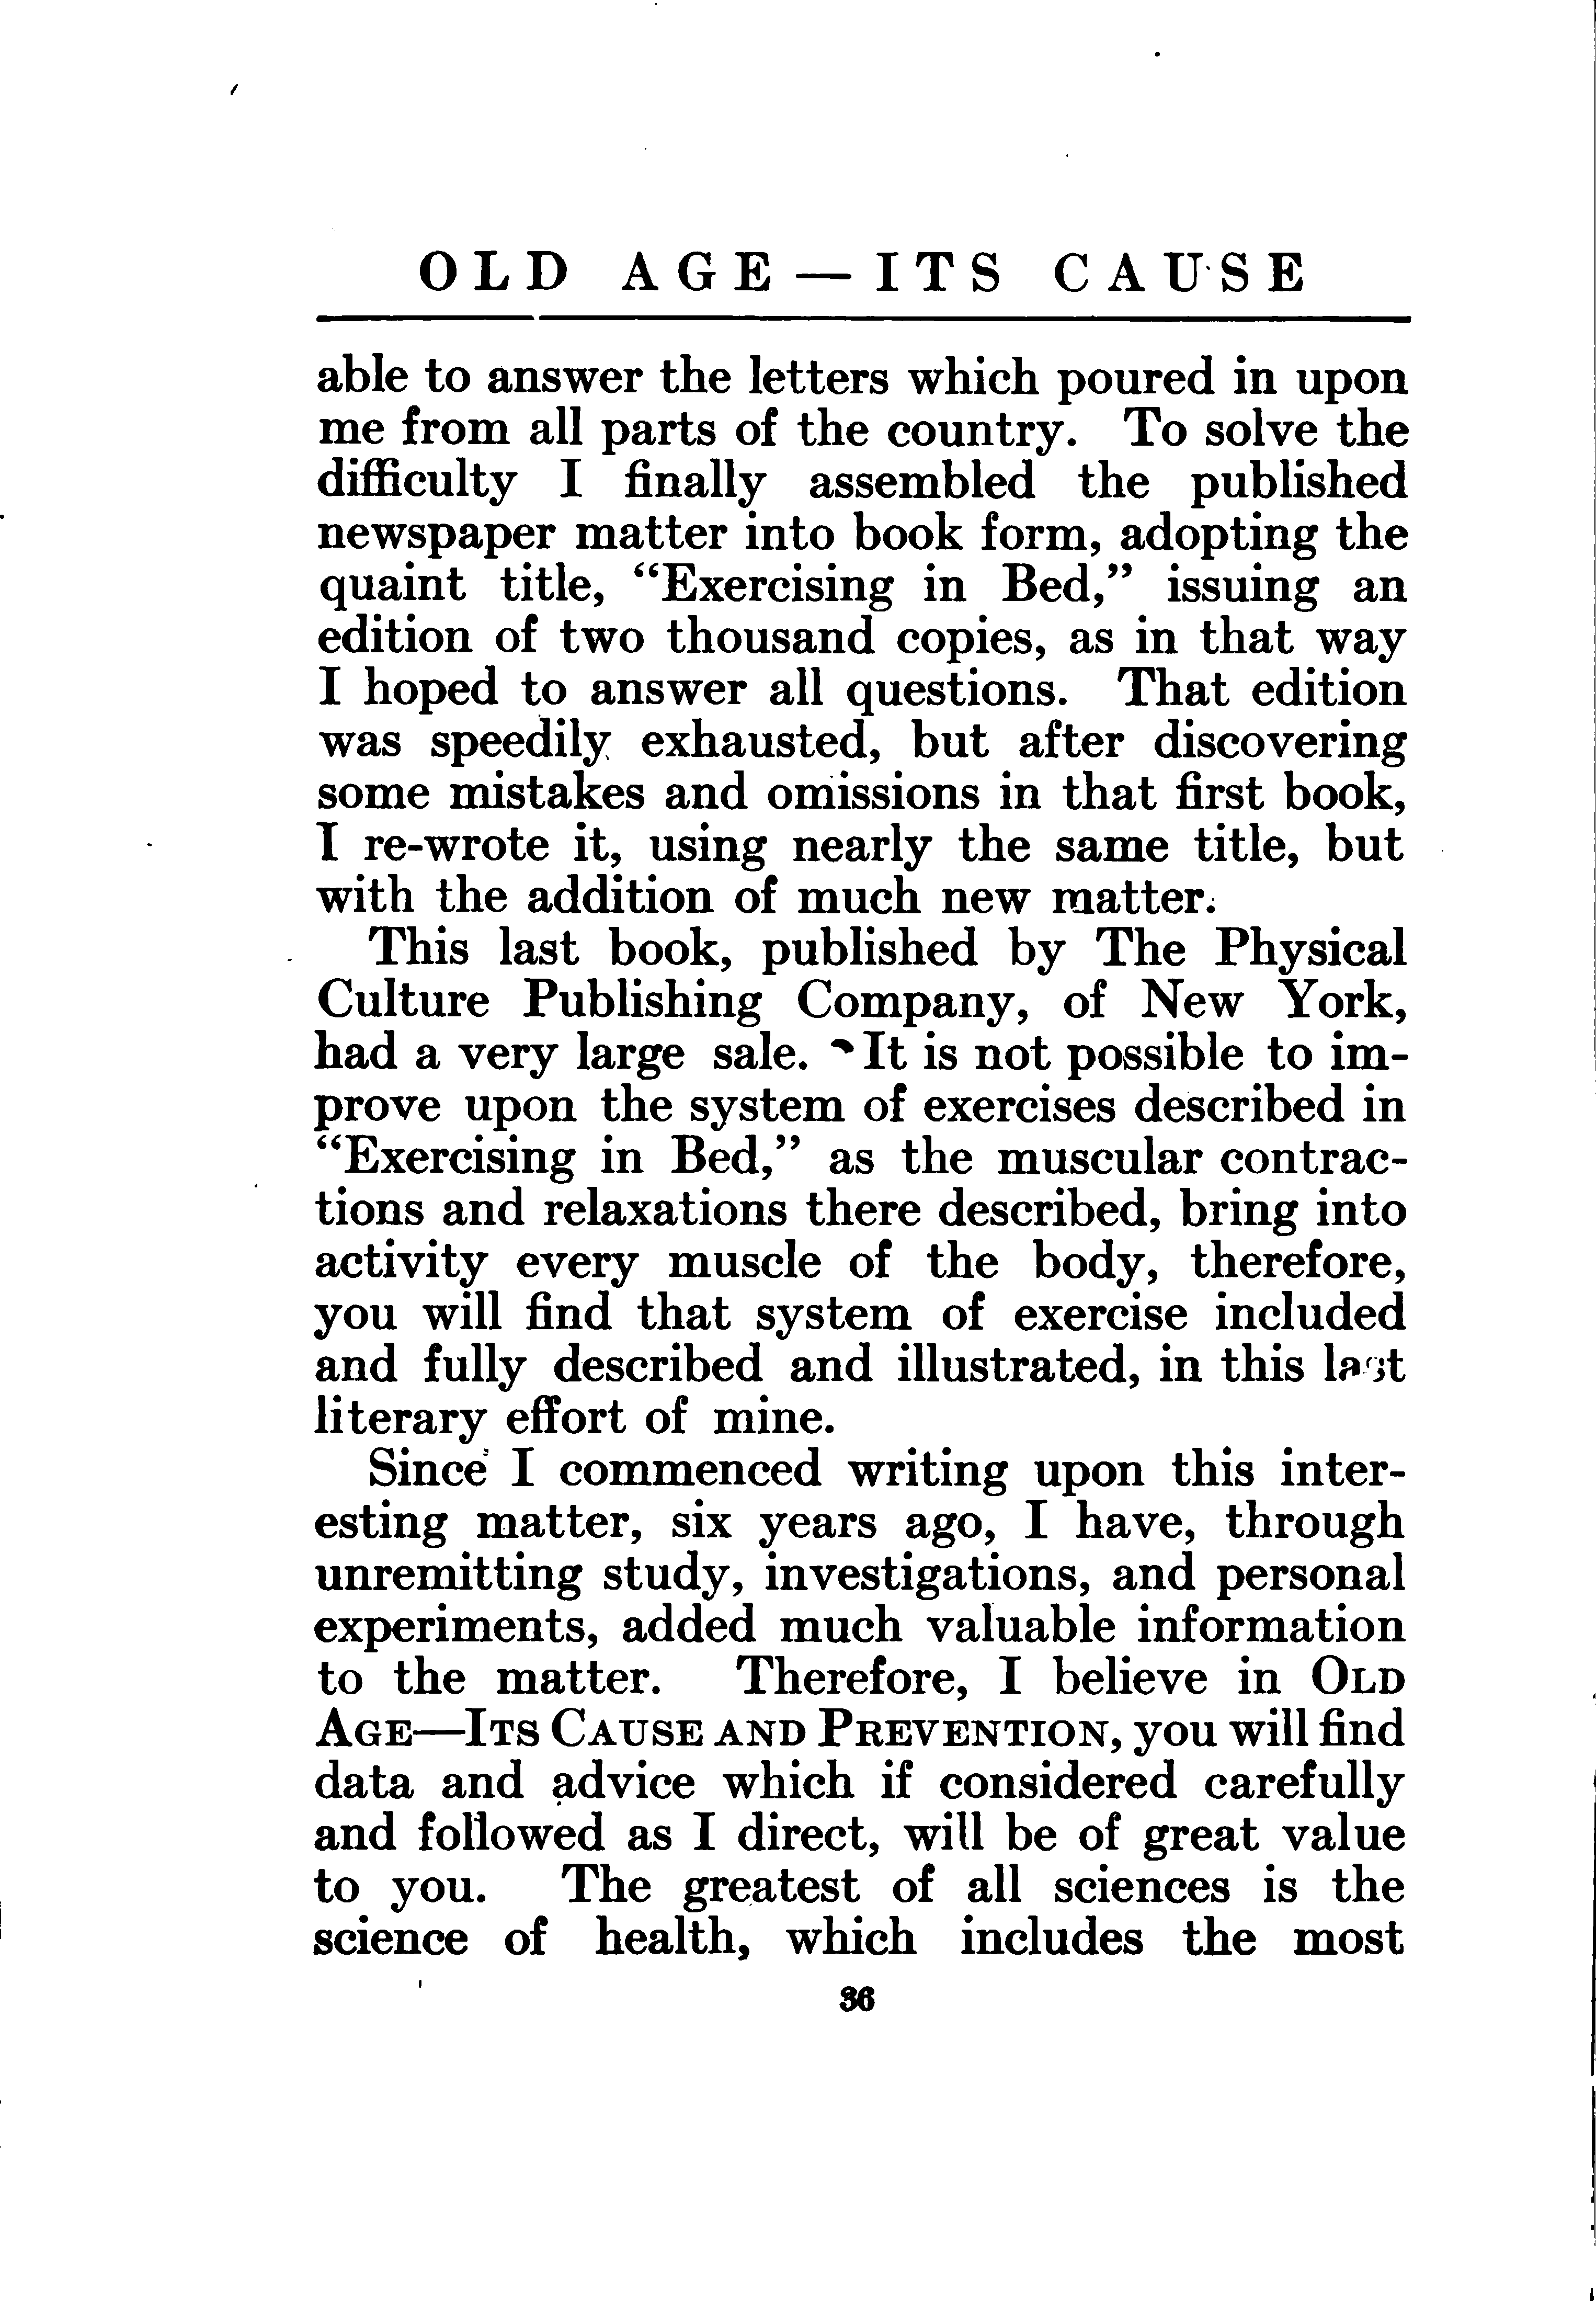 OLD AGE—ITS CAUSE
able to answer the letters which poured in upon
me from all parts of the country. To solve the
difficulty I finally assembled the published
newspaper matter into book form, adopting the
quaint title, “Exercising in Bed,” issuing an
edition of two thousand copies, as in that way
I hoped to answer all questions. That edition
was speedily exhausted, but after discovering
some mistakes and omissions in that first book,
I re-wrote it, using nearly the same title, but
with the addition of much new matter.
This last book, published by The Physical
Culture Publishing Company, of New York,
had a very large sale. It is not possible to im-
prove upon the system of exercises described in
“Exercising in Bed,” as the muscular contrac-
tions and relaxations there described, bring into
activity every muscle of the body, therefore,
you will find that system of exercise included
and fully described and illustrated, in this last
literary effort of mine.
Since I commenced writing upon this inter-
esting matter, six years ago, I have, through
unremitting study, investigations, and personal
experiments, added much valuable information
to the matter. Therefore, I believe in OLD
AGE—ITS CAUSE AND PREVENTION, you will find
data and advice which if considered carefully
and followed as I direct, will be of great value
to you. The greatest of all sciences is the
science of health, which includes the most
36